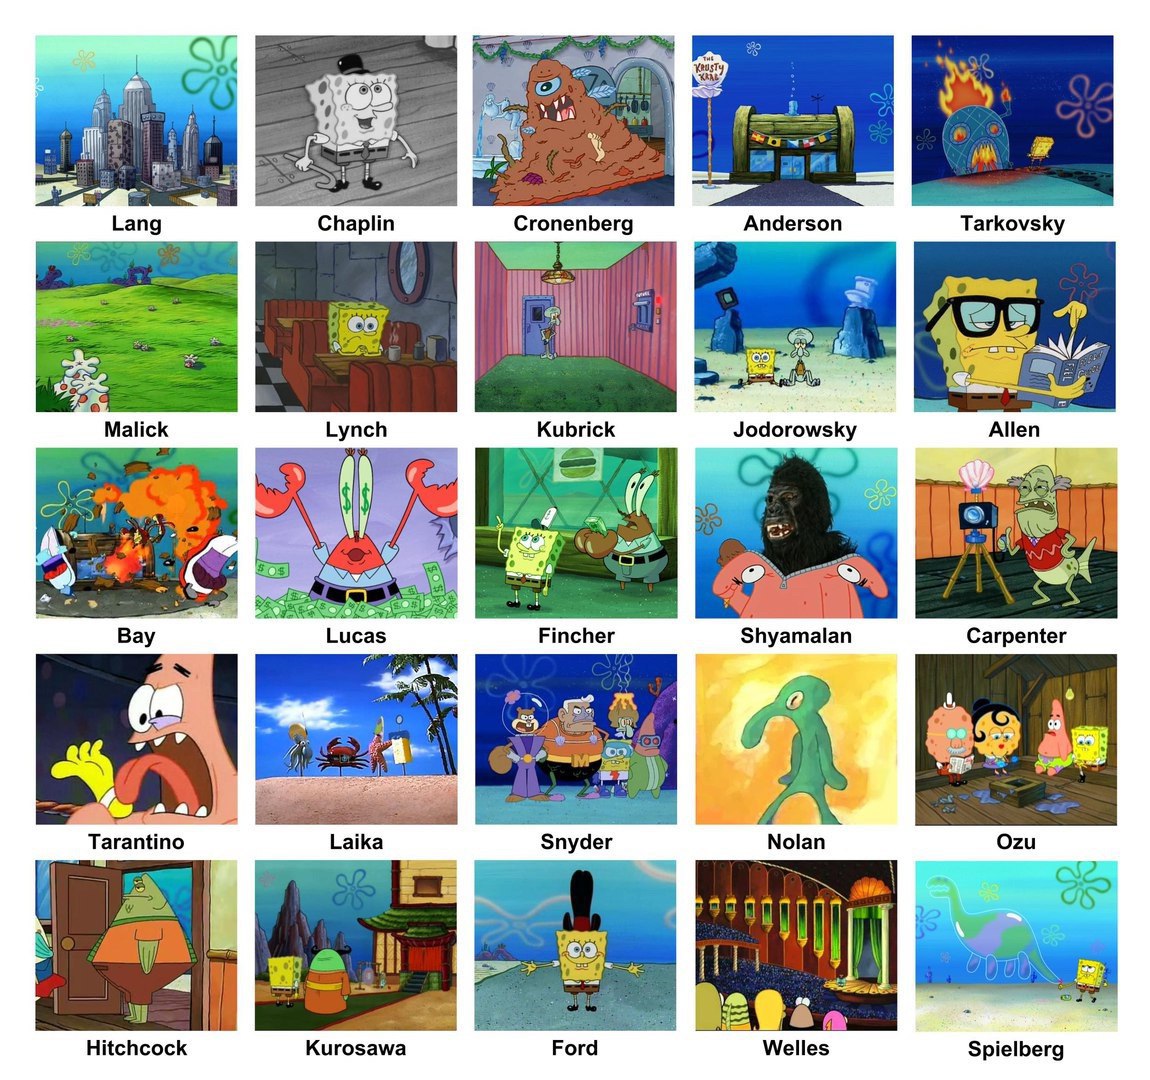 THE
KRUSTY
KRAB
Lang
Chaplin
Cronenberg
Anderson
Tarkovsky
Malick
Lynch
Kubrick
Jodorowsky
Allen
Bay
Lucas
Fincher
Shyamalan
Carpenter
M
Tarantino
Laika
Snyder
Nolan
Ozu
Hitchcock
Kurosawa
Ford
Welles
Spielberg